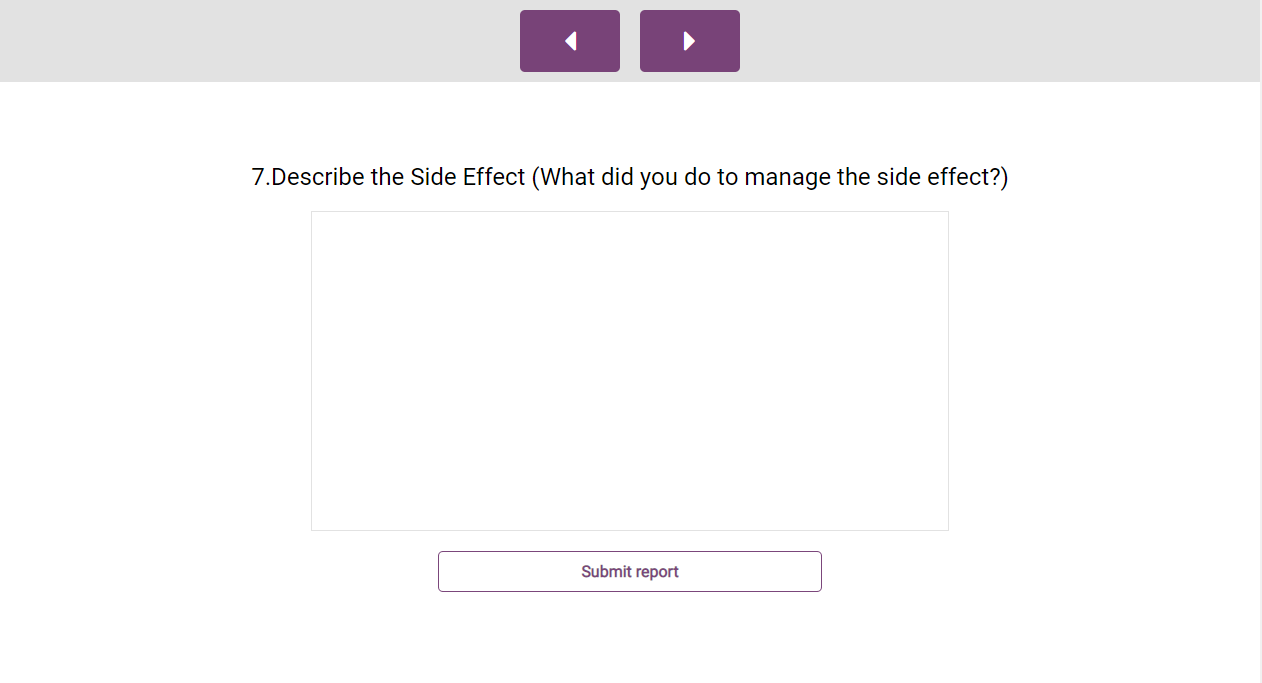 7.Describe the Side Effect (What did you do to manage the side effect?)
Submit report